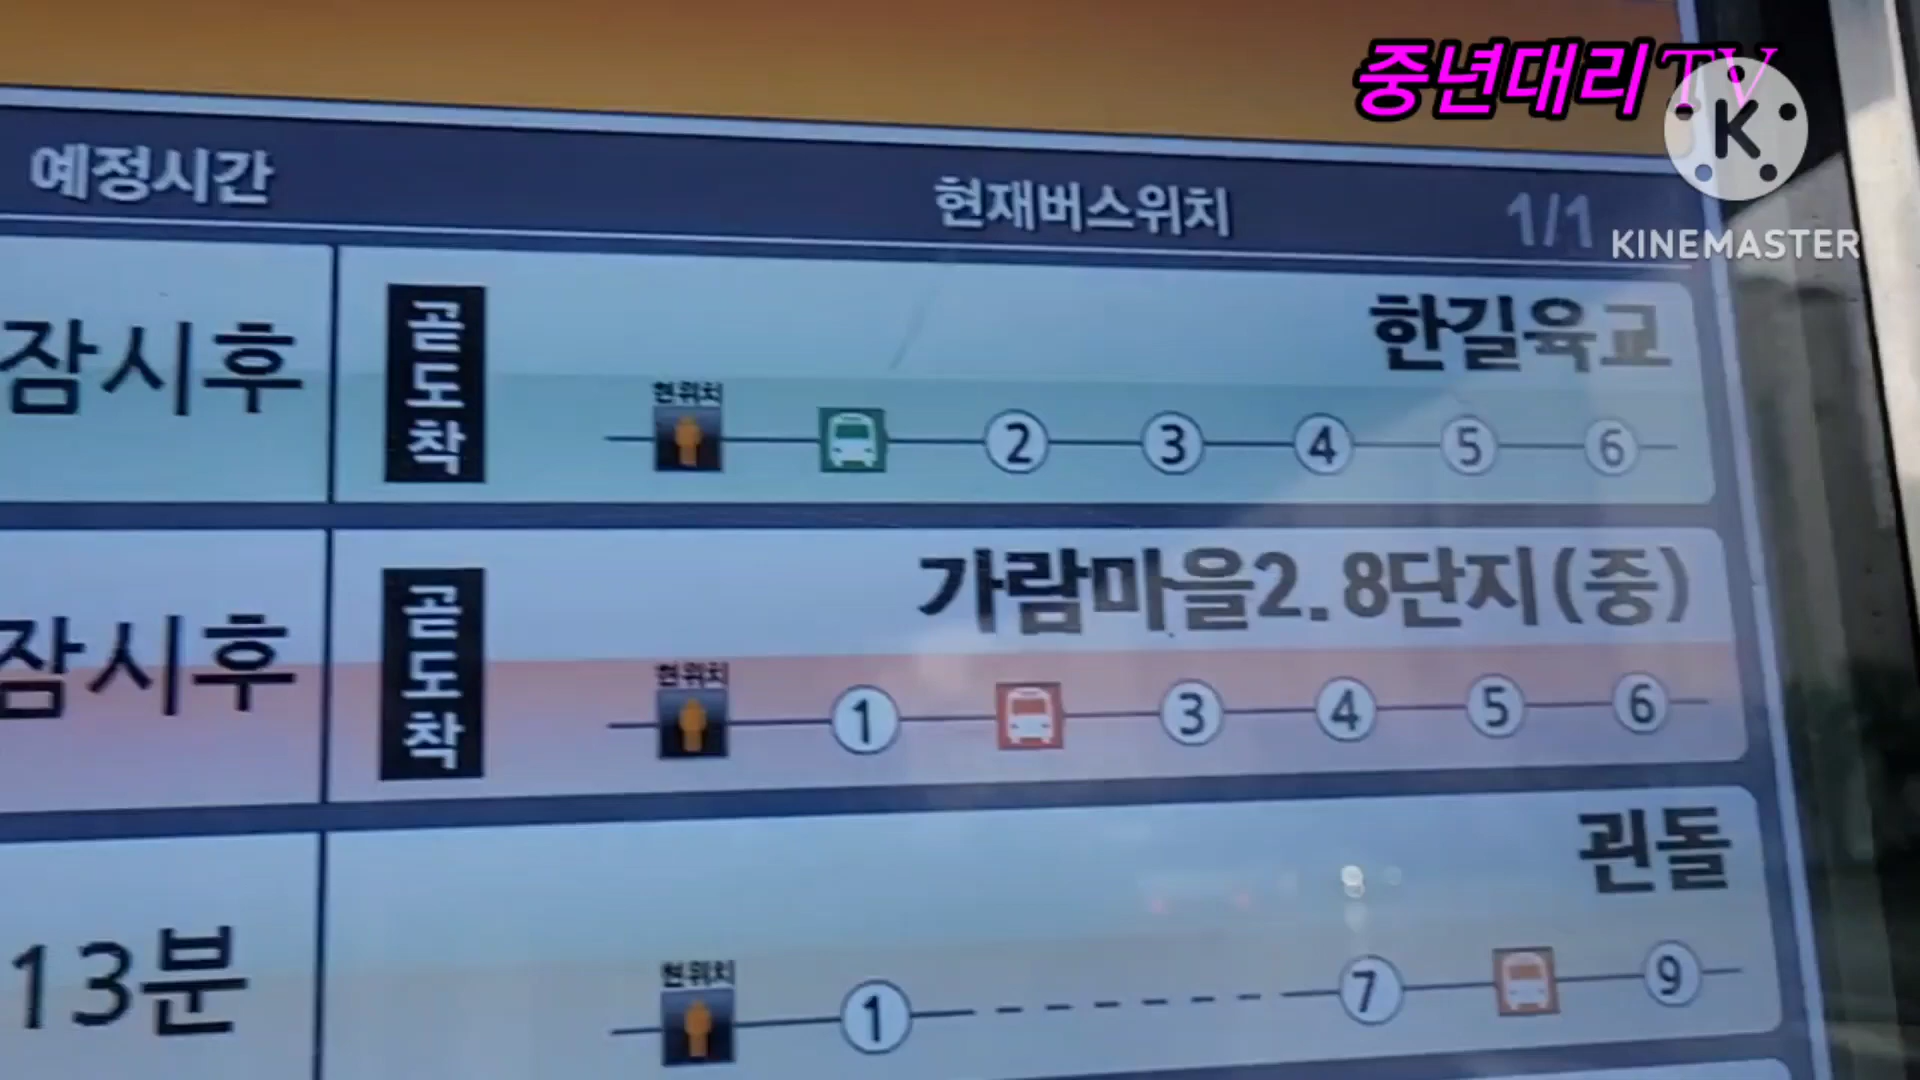 중년대리TV
K
KINEMASTER
예정시간 현재버스위치 1/1
잠시후 곧도착 한길육교
현위치 2 3 4 5 6
잠시후 곧도착 가람마을2.8단지(중)
현위치 1 3 4 5 6
괸돌
13분
현위치 1 7 9